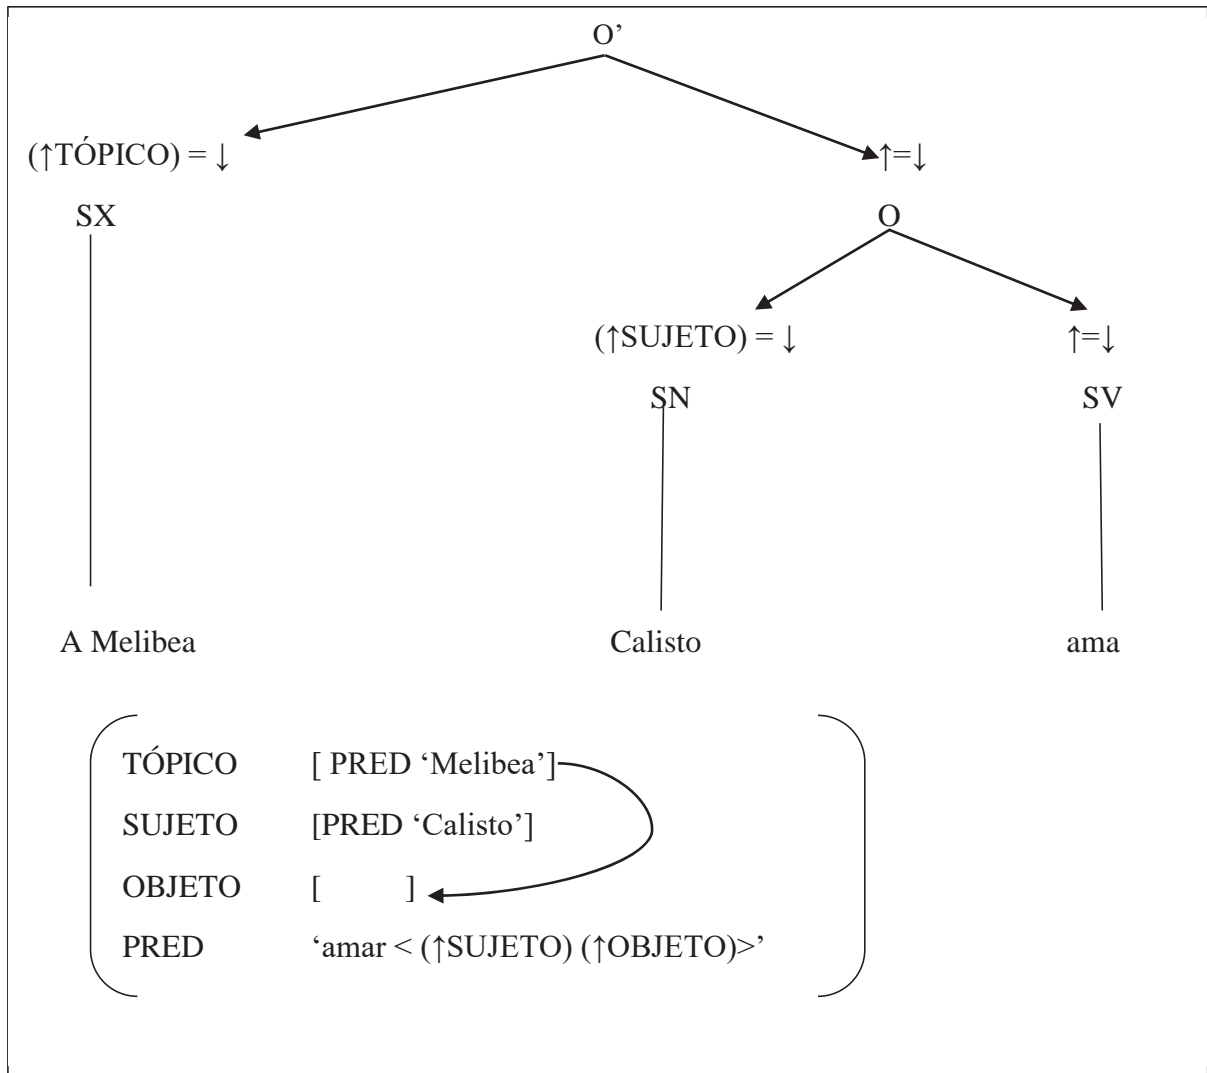 O’
(↑TÓPICO) = ↓ ↑=↓
SX O
(↑SUJETO) = ↓ ↑=↓
SN SV
A Melibea Calisto ama
TÓPICO [ PRED ‘Melibea’]
SUJETO [PRED ‘Calisto’]
OBJETO [ ]
PRED ‘amar < (↑SUJETO) (↑OBJETO)>’